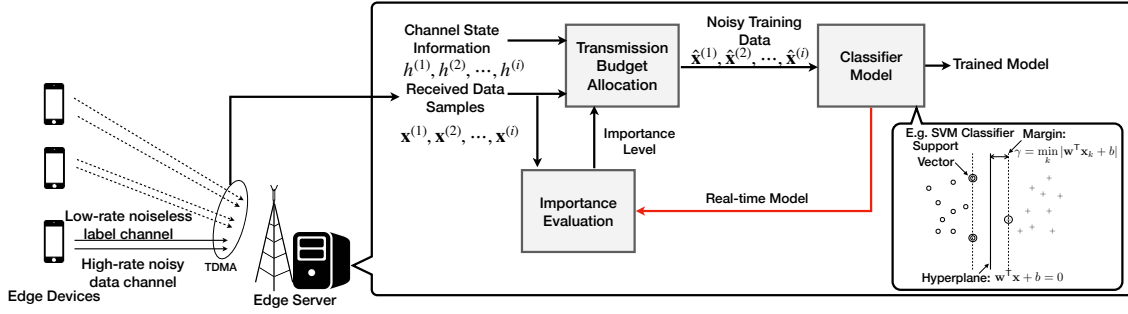 Channel State
Information
h^(1), h^(2), ⋯, h^(i)
Received Data
Samples
x^(1), x^(2), ⋯, x^(i)
Transmission
Budget
Allocation
Noisy Training
Data
x̂^(1), x̂^(2), ⋯, x̂^(i)
Classifier
Model
Trained Model
Importance
Level
Importance
Evaluation
Real-time Model
E.g. SVM Classifier
Support
Vector
Margin:
γ = min_k |w^T x_k + b|
Hyperplane: w^T x + b = 0
Low-rate noiseless
label channel
High-rate noisy
data channel
TDMA
Edge Devices
Edge Server